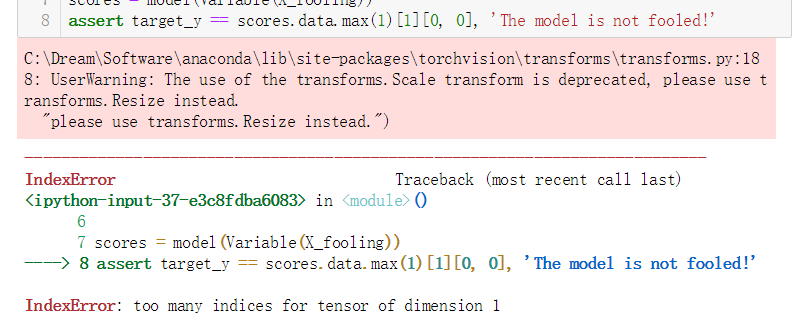 7 scores = model(Variable(X_fooling))
8 assert target_y == scores.data.max(1)[1][0, 0], 'The model is not fooled!'
C:\Dream\Software\anaconda\lib\site-packages\torchvision\transforms\transforms.py:18
8: UserWarning: The use of the transforms.Scale transform is deprecated, please use t
ransforms.Resize instead.
"please use transforms.Resize instead.")
---------------------------------------------------------------------------
IndexError Traceback (most recent call last)
<ipython-input-37-e3c8fdba6083> in <module>()
6
7 scores = model(Variable(X_fooling))
----> 8 assert target_y == scores.data.max(1)[1][0, 0], 'The model is not fooled!'
IndexError: too many indices for tensor of dimension 1